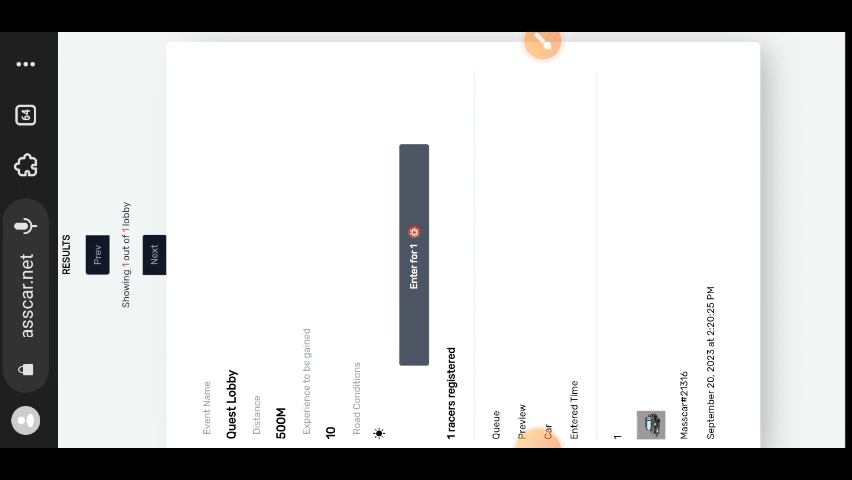 64
asscar.net
RESULTS
Prev
Showing 1 out of 1 lobby
Next
Event Name
Quest Lobby
Distance
500M
Experience to be gained
10
Road Conditions
Enter for 1
1 racers registered
Queue
Preview
Car
Entered Time
1
Masscar#21316
September 20, 2023 at 2:20:25 PM